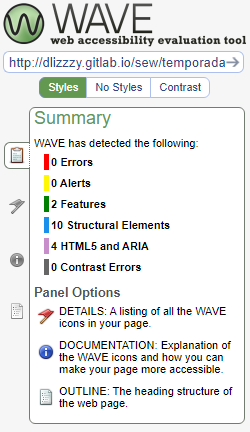 WAVE
web accessibility evaluation tool
http://dlizzzy.gitlab.io/sew/temporada
Styles No Styles Contrast
Summary
WAVE has detected the following:
0 Errors
0 Alerts
2 Features
10 Structural Elements
4 HTML5 and ARIA
0 Contrast Errors
Panel Options
DETAILS: A listing of all the WAVE
icons in your page.
DOCUMENTATION: Explanation of
the WAVE icons and how you can
make your page more accessible.
OUTLINE: The heading structure of
the web page.